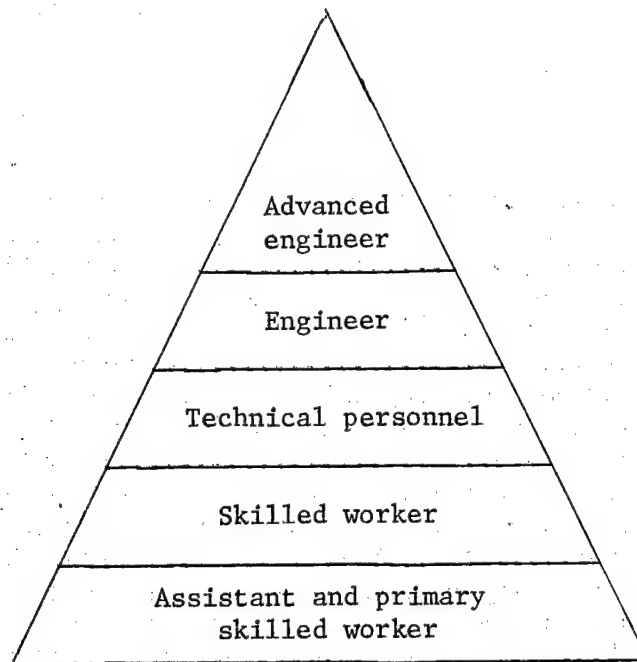 Advanced
engineer
Engineer
Technical personnel
Skilled worker
Assistant and primary
skilled worker